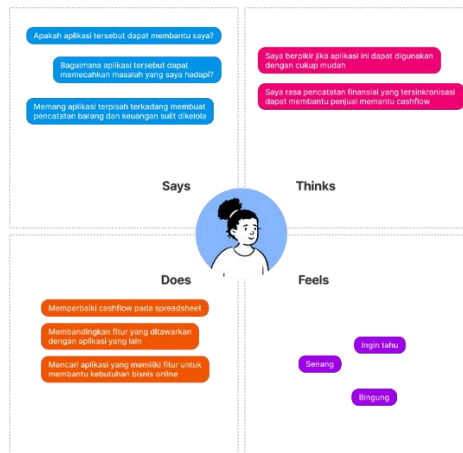 Apakah aplikasi tersebut dapat membantu saya?
Bagaimana aplikasi tersebut dapat
memecahkan masalah yang saya hadapi?
Memang aplikasi terpisah terkadang membuat
pencatatan barang dan keuangan sulit dikelola
Says
Saya berpikir jika aplikasi ini dapat digunakan
dengan cukup mudah
Saya rasa pencatatan finansial yang tersinkronisasi
dapat membantu penjual memantu cashflow
Thinks
Does
Memperbaiki cashflow pada spreadsheet
Membandingkan fitur yang ditawarkan
dengan aplikasi yang lain
Mencari aplikasi yang memiliki fitur untuk
membantu kebutuhan bisnis online
Feels
Ingin tahu
Senang
Bingung